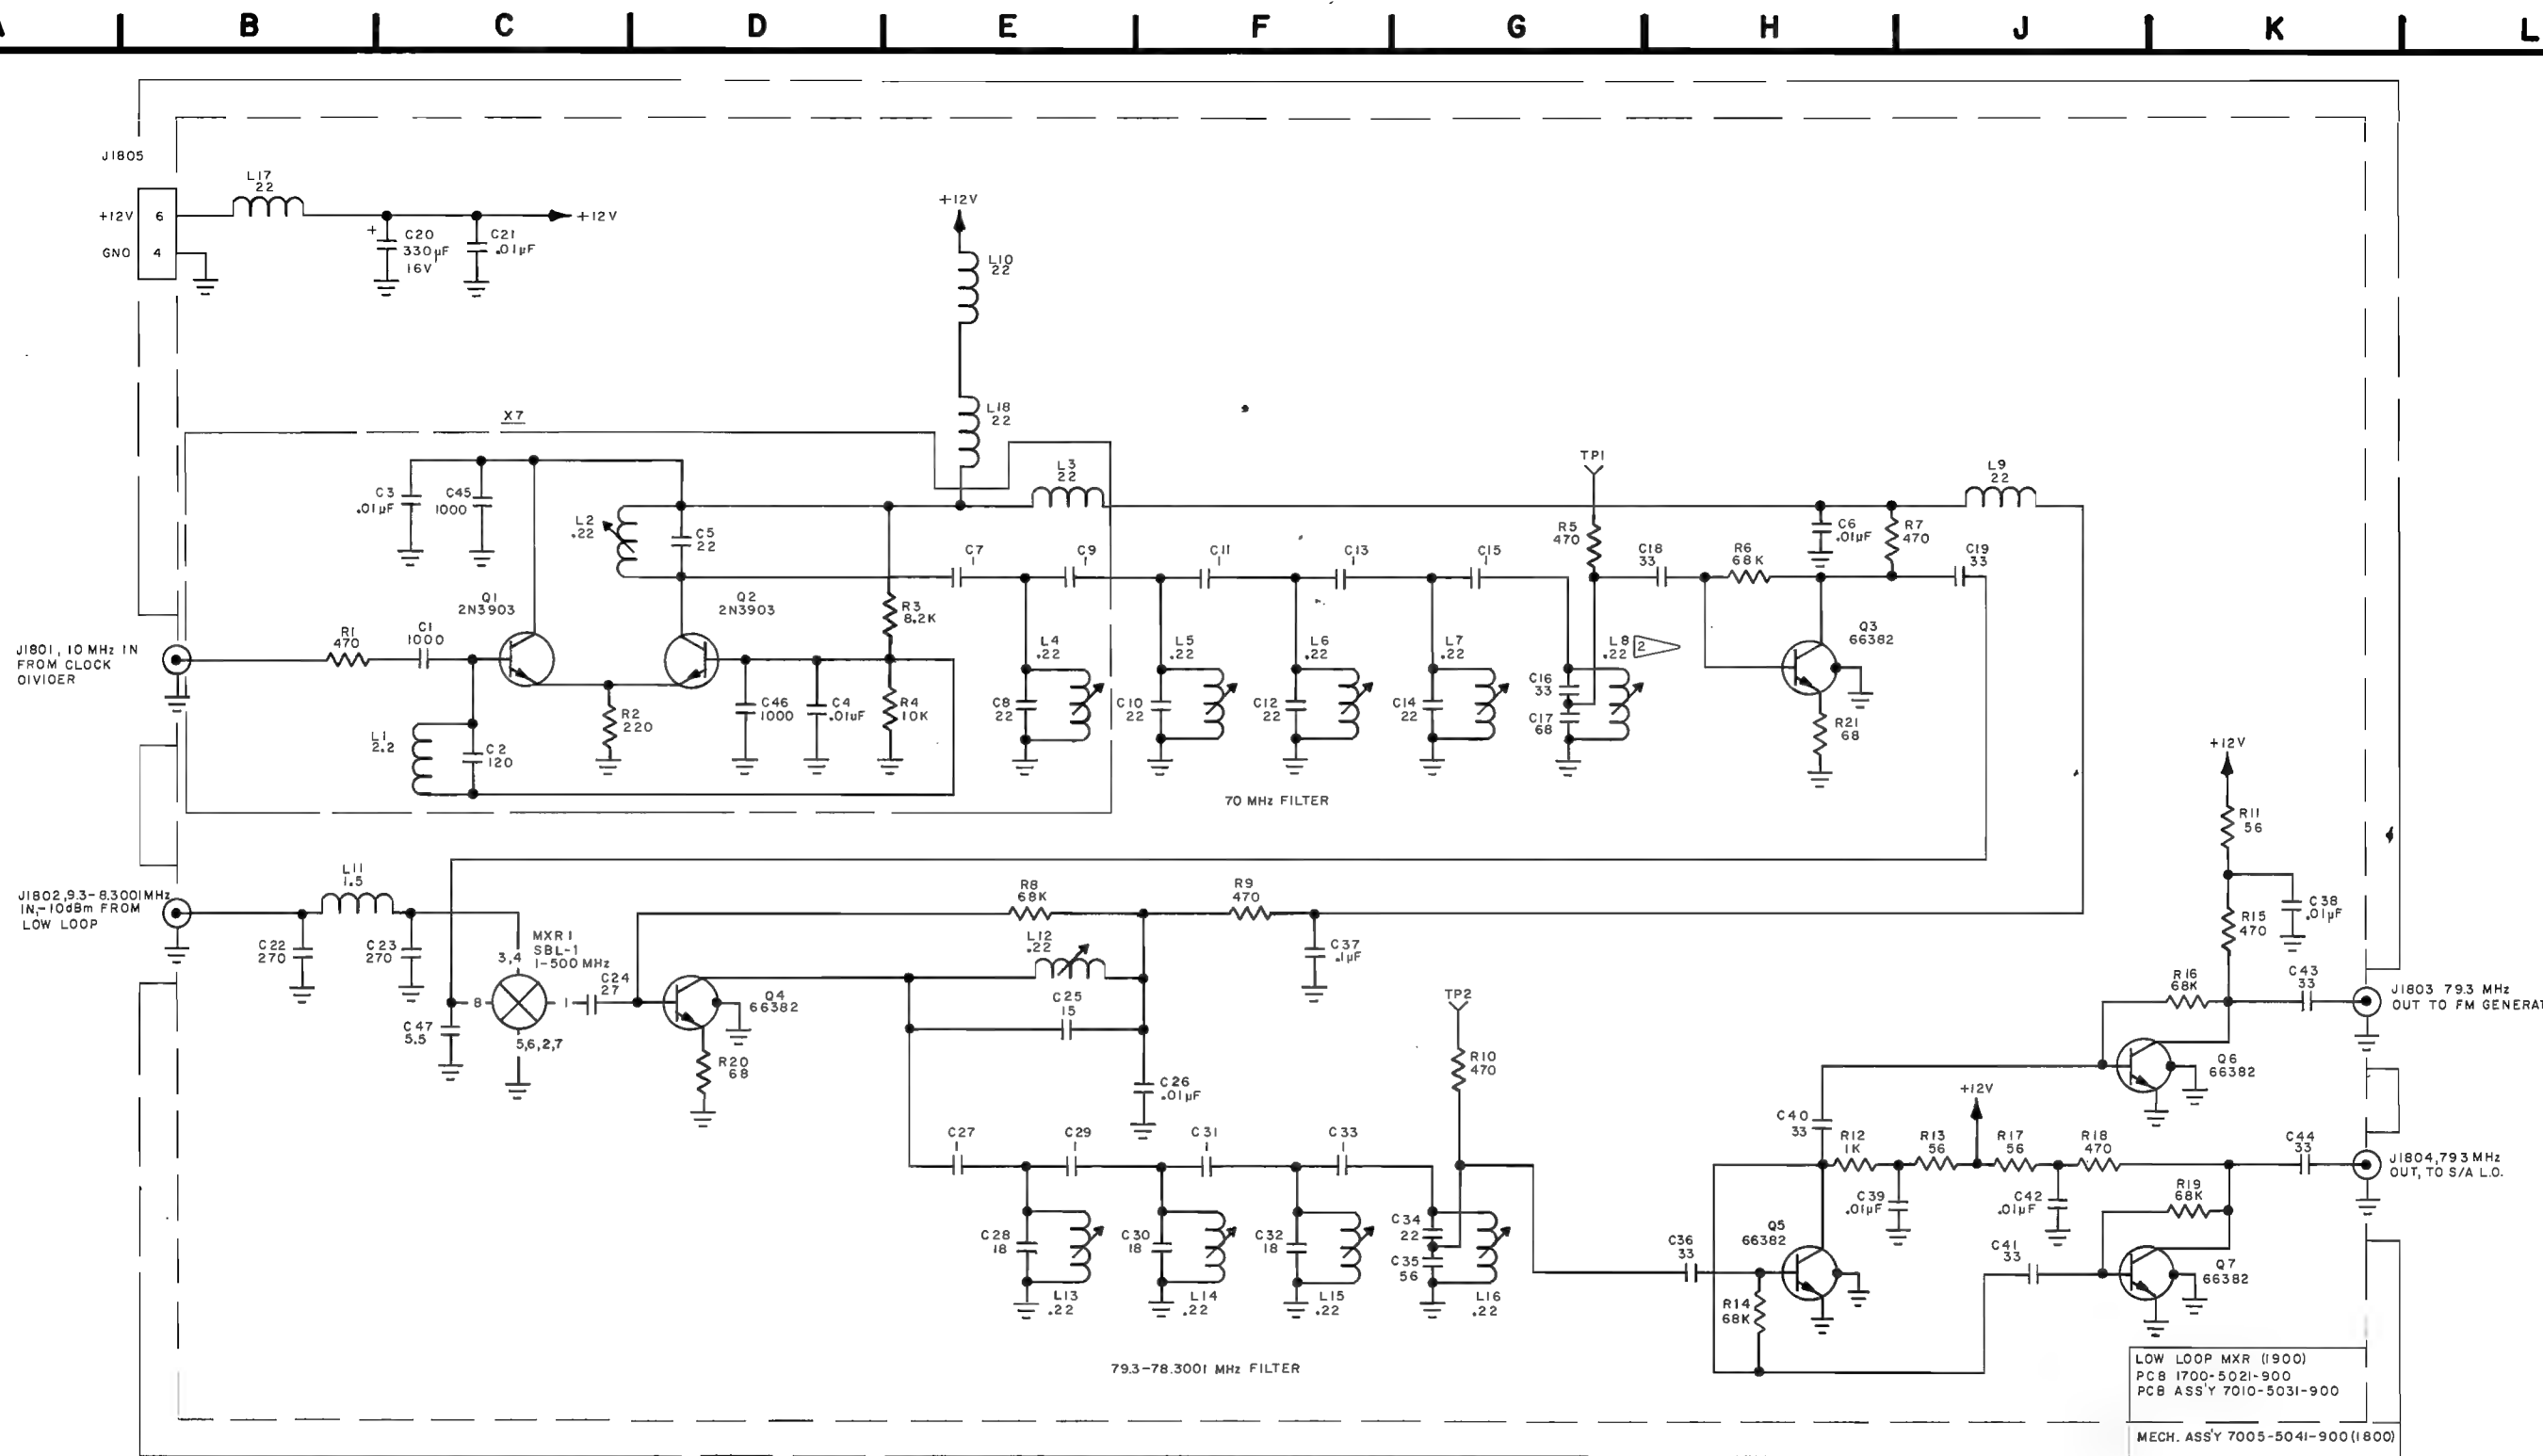 B C D E F G H J K L
J1805
L17
22
+12V 6
GND 4
+12V
+
C20
330µF
16V
C21
.01µF
+12V
L10
22
L18
22
X7
L3
22
C3
.01µF
C45
1000
L2
.22
C5
22
C7
1
C9
1
C11
1
C13
1
C15
1
TP1
R5
470
C18
33
R6
68K
C6
.01µF
R7
470
L9
22
C19
33
J1801, 10 MHz IN
FROM CLOCK
DIVIDER
R1
470
C1
1000
Q1
2N3903
Q2
2N3903
R3
8.2K
L1
2.2
C2
120
R2
220
C46
1000
C4
.01uF
R4
10K
L4
.22
C8
22
L5
.22
C10
22
L6
.22
C12
22
L7
.22
C14
22
L8
.22
2
C16
33
C17
68
Q3
66382
R21
68
70 MHz FILTER
+12V
R11
56
C38
.01µF
R15
470
J1802,9.3-8.3001MHz
IN,-10dBm FROM
LOW LOOP
L11
1.5
C22
270
C23
270
MXR1
SBL-1
1-500 MHz
3,4
8
1
5,6,2,7
C47
5.5
C24
27
Q4
66382
R20
68
R8
68K
L12
.22
C25
15
R9
470
C37
.1µF
C26
.01µF
TP2
R10
470
R16
68K
C43
33
J1803 79.3 MHz
OUT TO FM GENERAT
Q6
66382
C27
1
C29
1
C31
1
C33
1
C40
33
R12
1K
R13
56
+12V
R17
56
R18
470
C44
33
J1804,793 MHz
OUT, TO S/A L.O.
C39
.01µF
C42
.01µF
R19
68K
C28
18
L13
.22
C30
18
L14
.22
C32
18
L15
.22
C34
22
C35
56
L16
.22
C36
33
Q5
66382
R14
68K
C41
33
Q7
66382
79.3-78.3001 MHz FILTER
LOW LOOP MXR (1900)
PCB 1700-5021-900
PCB ASS'Y 7010-5031-900
MECH. ASS'Y 7005-5041-900 (1800)